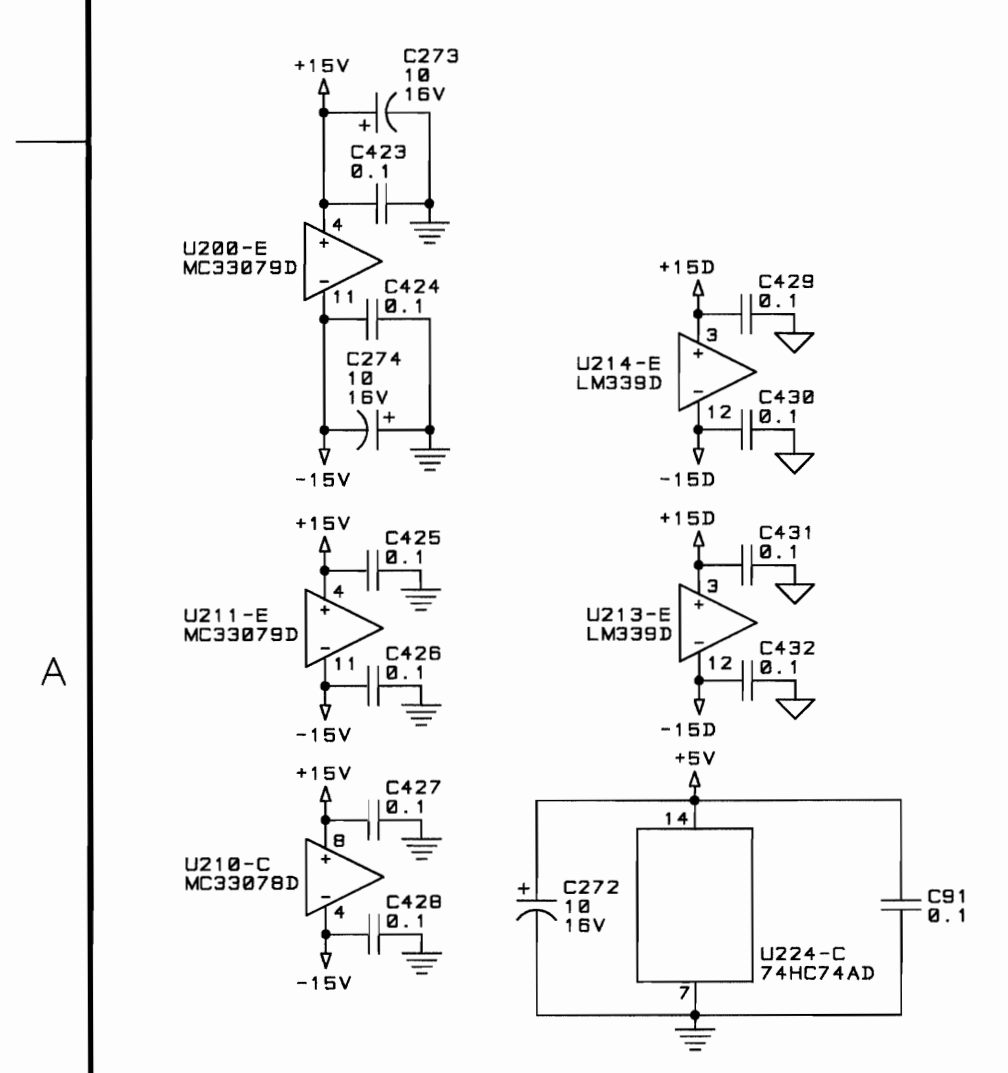 +15V
C273
10
16V
+
C423
0.1
4
+
U200-E
MC33079D
-
11
C424
0.1
C274
10
16V
+
-15V
+15V
C425
0.1
4
+
U211-E
MC33079D
-
11
C426
0.1
-15V
+15V
C427
0.1
8
+
U210-C
MC33078D
-
4
C428
0.1
-15V
+15D
C429
0.1
3
+
U214-E
LM339D
-
12
C430
0.1
-15D
+15D
C431
0.1
3
+
U213-E
LM339D
-
12
C432
0.1
-15D
+5V
14
+
C272
10
16V
C91
0.1
U224-C
74HC74AD
7
A